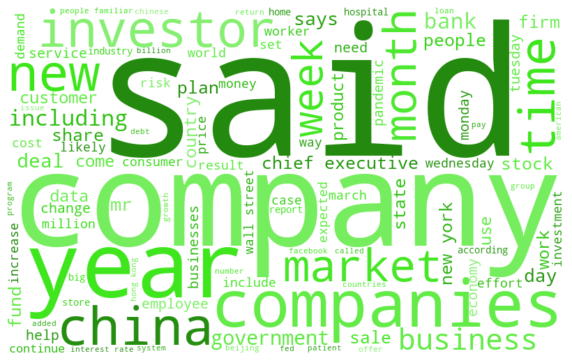 people familiar
return
chinese
loan
home
hospital
demand
investor
service
industry
billion
says
bank
firm
worker
new
world
set
need
people
customer
risk
plan
money
said
week
product
pandemic
month
monday
tuesday
time
including
issue
share
country
price
way
pay
american
cost
likely
debt
chief executive
wednesday
stock
deal
come
consumer
result
company
program
data
mr
growth
wall street
case
report
expected
march
state
group
change
million
businesses
facebook
called
new york
use
according
work
investment
increase
year
hong kong
number
include
countries
market
economy
effort
day
fund
big
store
employee
companies
china
government
sale
business
help
added
continue
interest rate
system
beijing
fed
patient
offer